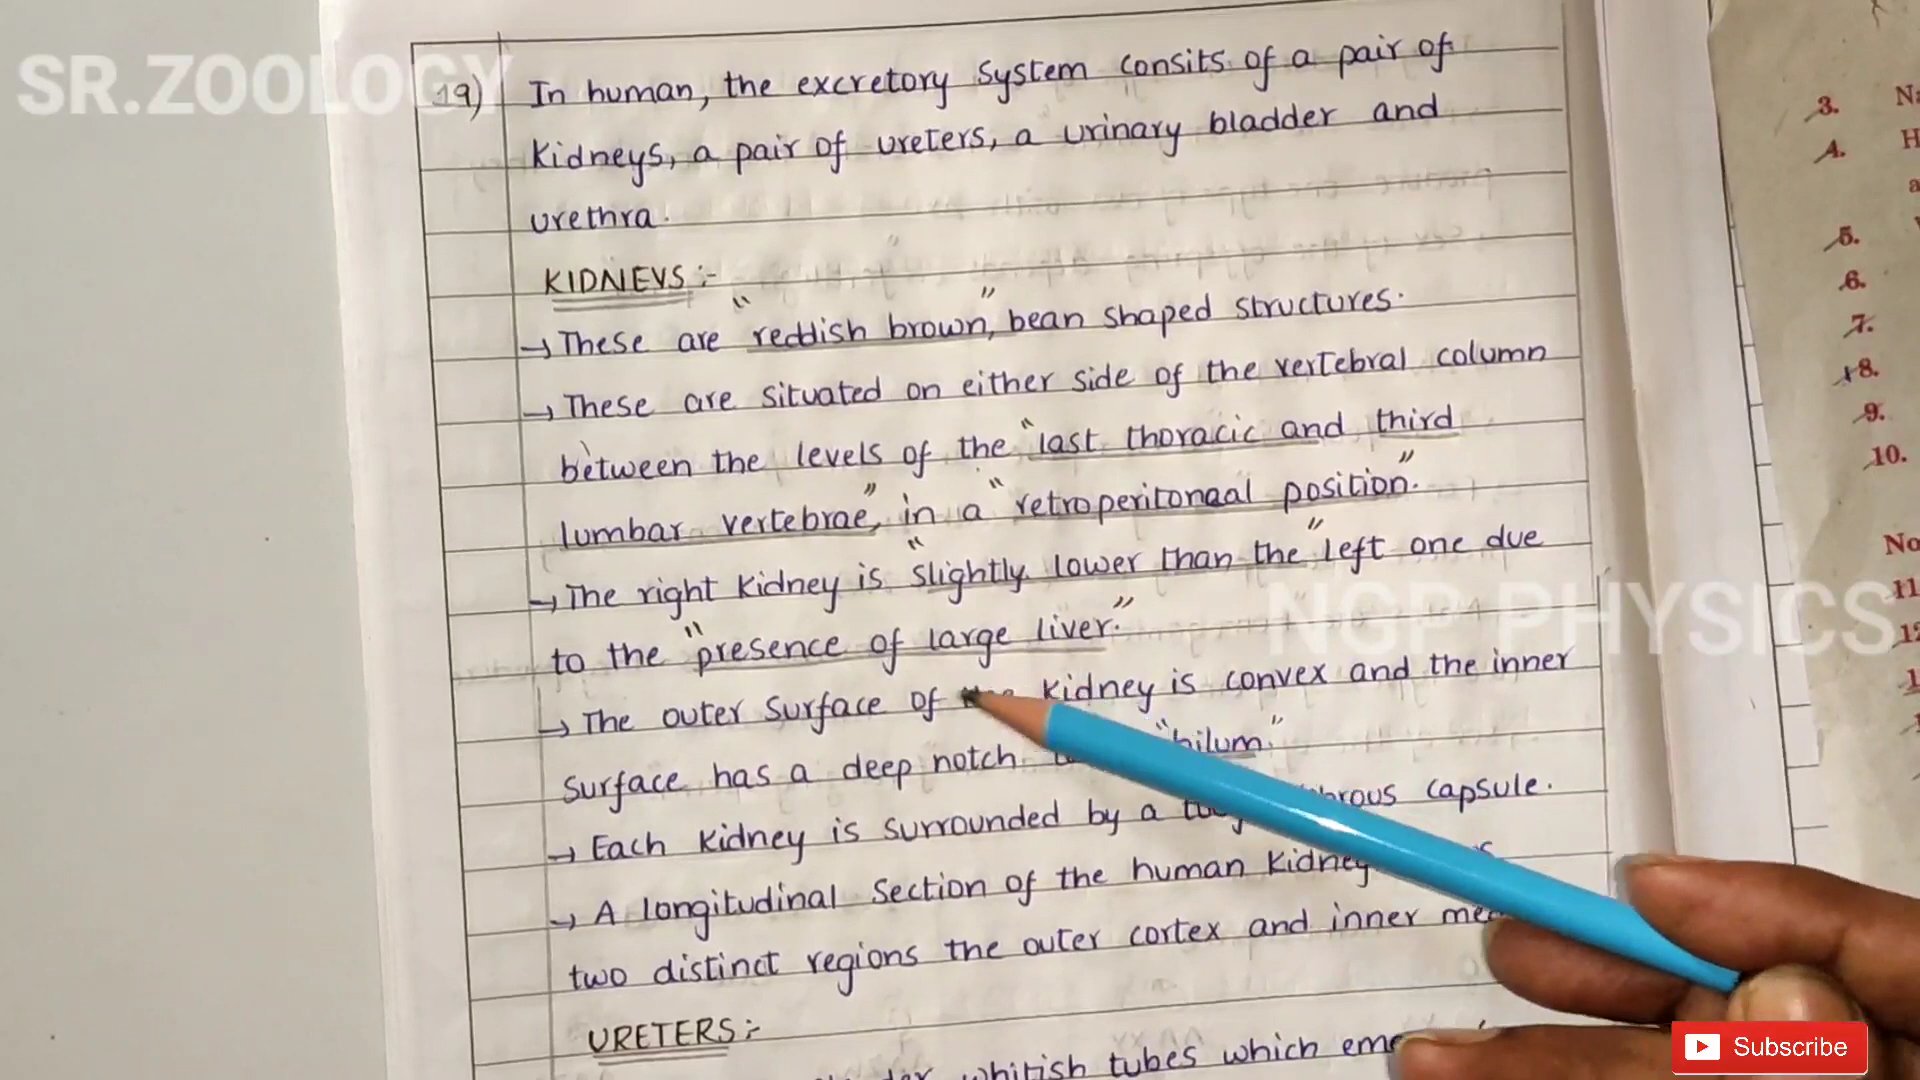 SR.ZOOLOGY
19) In human, the excretory system consits of a pair of
kidneys, a pair of ureters, a urinary bladder and
urethra.
KIDNEYS :-
→ These are "reddish brown", bean shaped structures.
→ These are situated on either side of the vertebral column
between the levels of the "last thoracic and third
lumbar vertebrae", in a "retroperitonaal position".
→ The right kidney is "slightly lower than the" left one due
to the "presence of large liver."
→ The outer surface of the kidney is convex and the inner
surface has a deep notch "hilum."
→ Each kidney is surrounded by a capsule.
→ A longitudinal section of the human kidney
two distinct regions the outer cortex and inner
URETERS :-
whitish tubes which
NGP PHYSICS
3. 
4. H
5.
6.
7.
8.
9.
10.
No
11
12
Subscribe